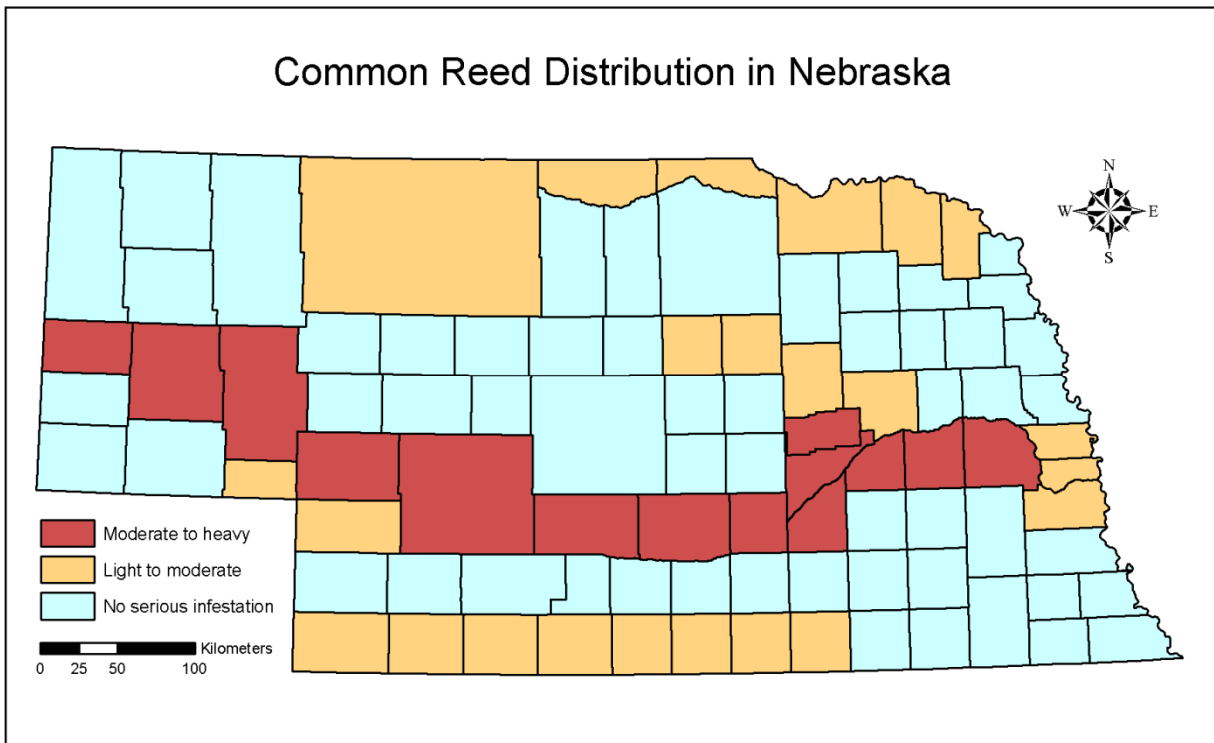 Common Reed Distribution in Nebraska
N
W E
S
Moderate to heavy
Light to moderate
No serious infestation
Kilometers
0 25 50 100